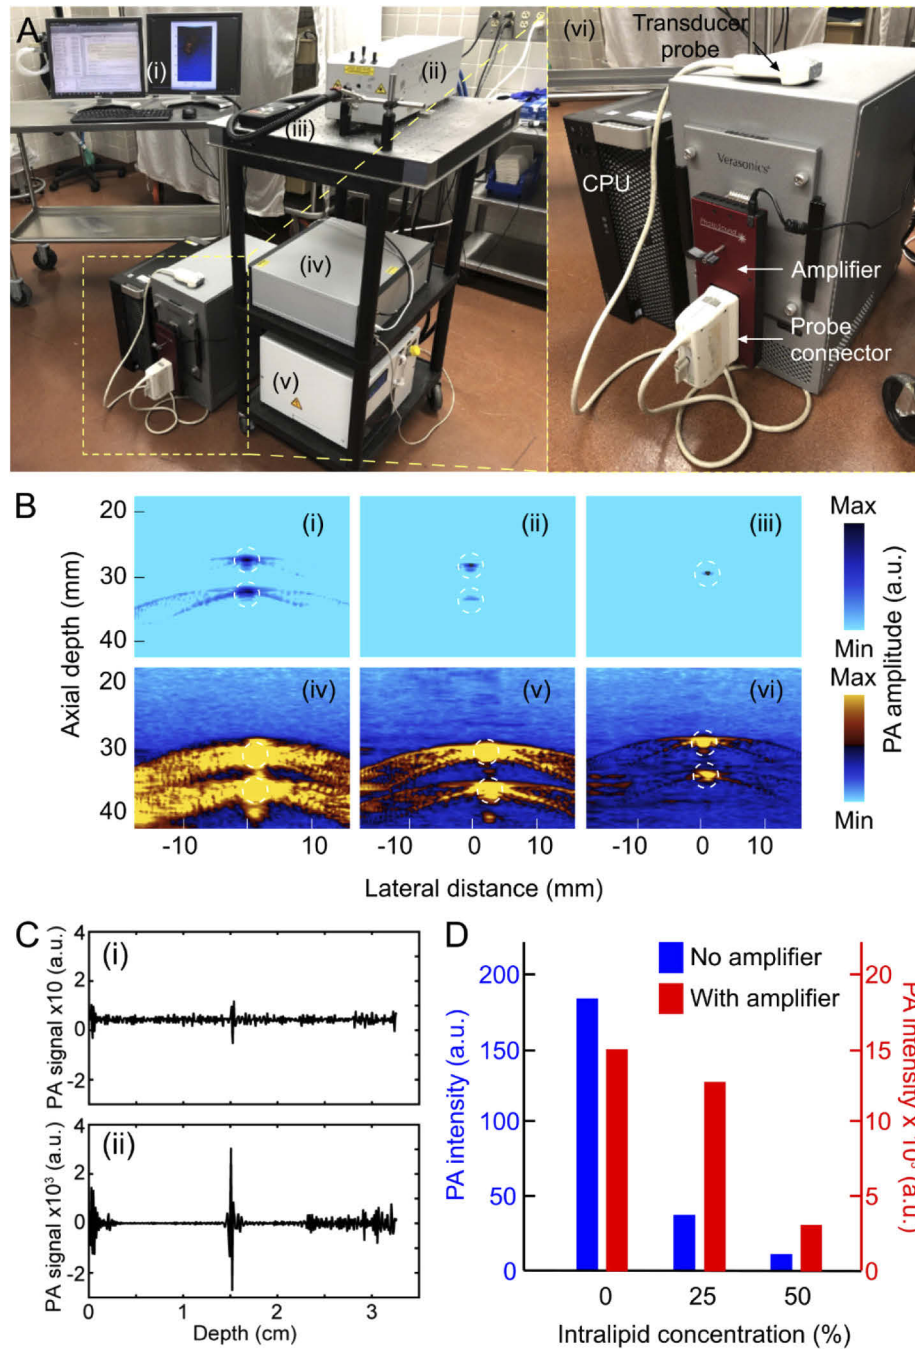 A
(i)
(ii)
(iii)
(iv)
(v)
(vi)
Transducer
probe
CPU
Verasonics
PhotoSound
Amplifier
Probe
connector
B
Axial depth (mm)
20
30
40
20
30
40
(i)
(ii)
(iii)
(iv)
(v)
(vi)
-10
0
10
-10
0
10
-10
0
10
Lateral distance (mm)
Max
Min
Max
Min
PA amplitude (a.u.)
C
(i)
PA signal x10 (a.u.)
4
2
0
-2
(ii)
PA signal x10³ (a.u.)
4
2
0
-2
0
1
2
3
Depth (cm)
D
No amplifier
With amplifier
PA intensity (a.u.)
200
150
100
50
0
20
15
10
5
0
PA intensity x 10³ (a.u.)
0
25
50
Intralipid concentration (%)